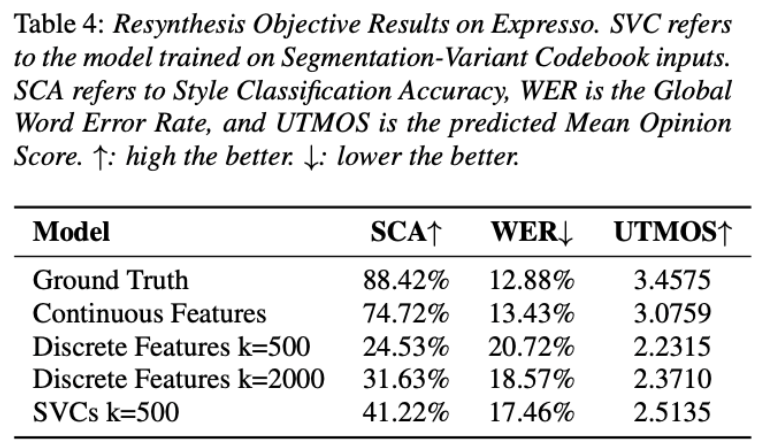 Table 4: Resynthesis Objective Results on Expresso. SVC refers
to the model trained on Segmentation-Variant Codebook inputs.
SCA refers to Style Classification Accuracy, WER is the Global
Word Error Rate, and UTMOS is the predicted Mean Opinion
Score. ↑: high the better. ↓: lower the better.
Model SCA↑ WER↓ UTMOS↑
Ground Truth 88.42% 12.88% 3.4575
Continuous Features 74.72% 13.43% 3.0759
Discrete Features k=500 24.53% 20.72% 2.2315
Discrete Features k=2000 31.63% 18.57% 2.3710
SVCs k=500 41.22% 17.46% 2.5135